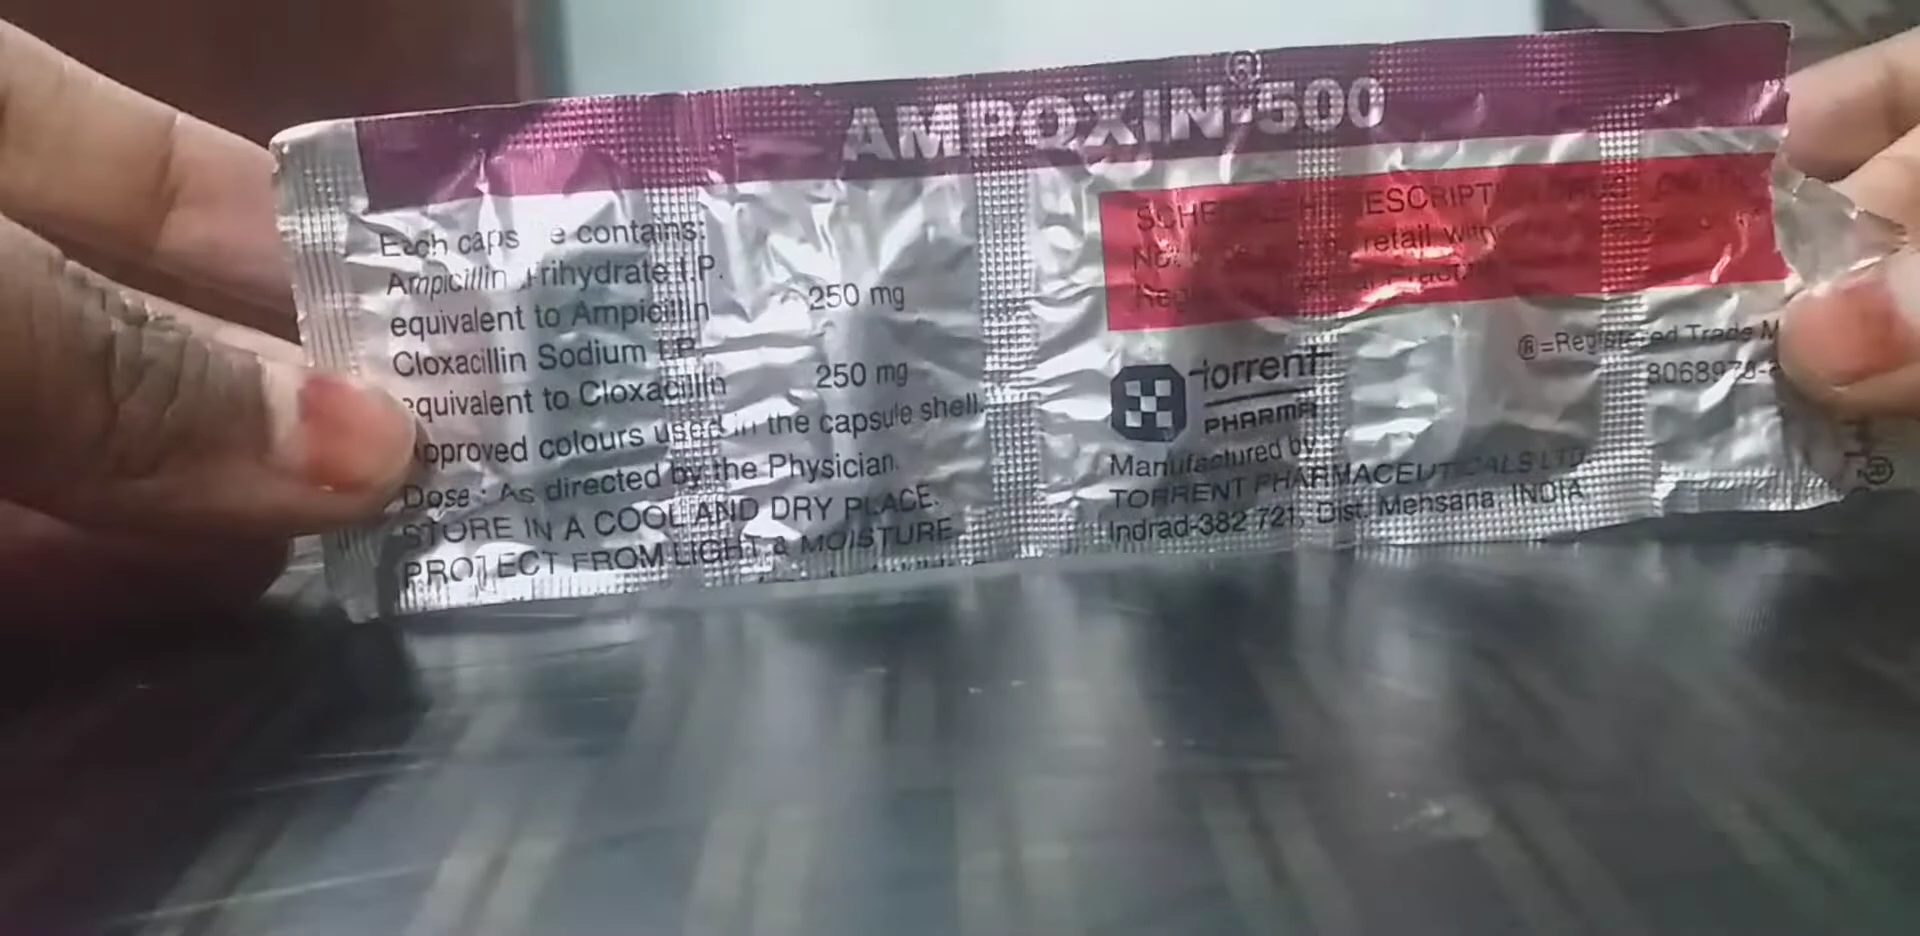 AMPOXIN®-500
Each caps e contains:
Ampicillin Trihydrate I.P.
equivalent to Ampicillin 250 mg
Cloxacillin Sodium I.P.
equivalent to Cloxacillin 250 mg
pproved colours used in the capsule shell.
Dose : As directed by the Physician.
STORE IN A COOL AND DRY PLACE.
PROTECT FROM LIGHT & MOISTURE
SCHE H ESCRIPT
retail
torrent
PHARMA
Manufactured by
TORRENT PHARMACEUTICALS LTD.
Indrad-382 721, Dist. Mehsana, INDIA
®=Registered Trade M
8068970-